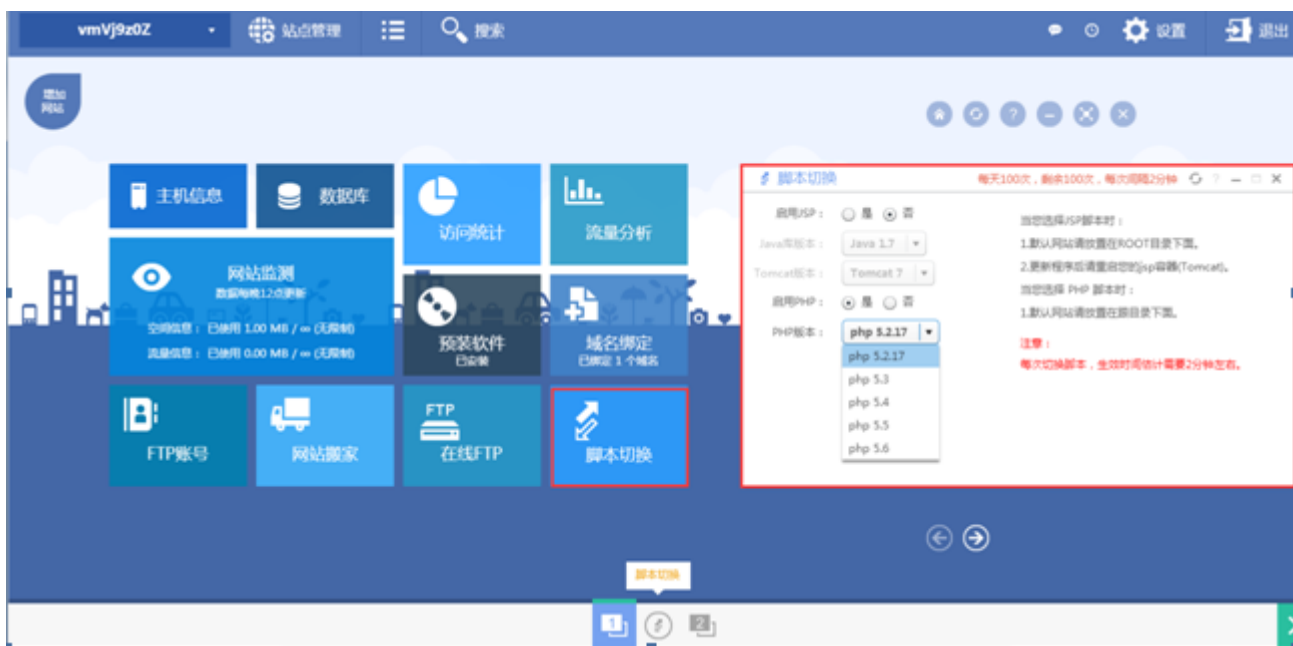 vmVj9z0Z
站点管理
搜索
设置
退出
增加
网站
主机信息
数据库
访问统计
流量分析
网站监测
数据每晚12点更新
空间信息： 已使用 1.00 MB / ∞ (无限制)
流量信息： 已使用 0.00 MB / ∞ (无限制)
预装软件
已安装
域名绑定
已绑定 1 个域名
FTP账号
网站搬家
FTP
在线FTP
脚本切换
脚本切换
每天100次，剩余100次，每次间隔2分钟
启用JSP： 是 否
Java库版本： Java 1.7
Tomcat版本： Tomcat 7
启用PHP： 是 否
PHP版本： php 5.2.17
php 5.2.17
php 5.3
php 5.4
php 5.5
php 5.6
当您选择JSP脚本时：
1.默认网站请放置在ROOT目录下面。
2.更新程序后请重启您的jsp容器(Tomcat)。
当您选择 PHP 脚本时：
1.默认网站请放置在跟目录下面。
注意：
每次切换脚本，生效时间估计需要2分钟左右。
脚本切换
1
2